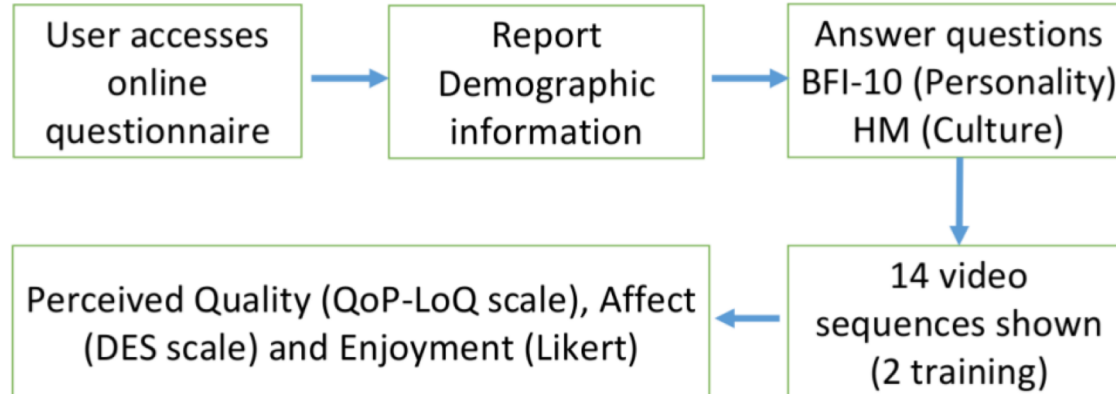 User accesses
online
questionnaire
Report
Demographic
information
Answer questions
BFI-10 (Personality)
HM (Culture)
14 video
sequences shown
(2 training)
Perceived Quality (QoP-LoQ scale), Affect
(DES scale) and Enjoyment (Likert)